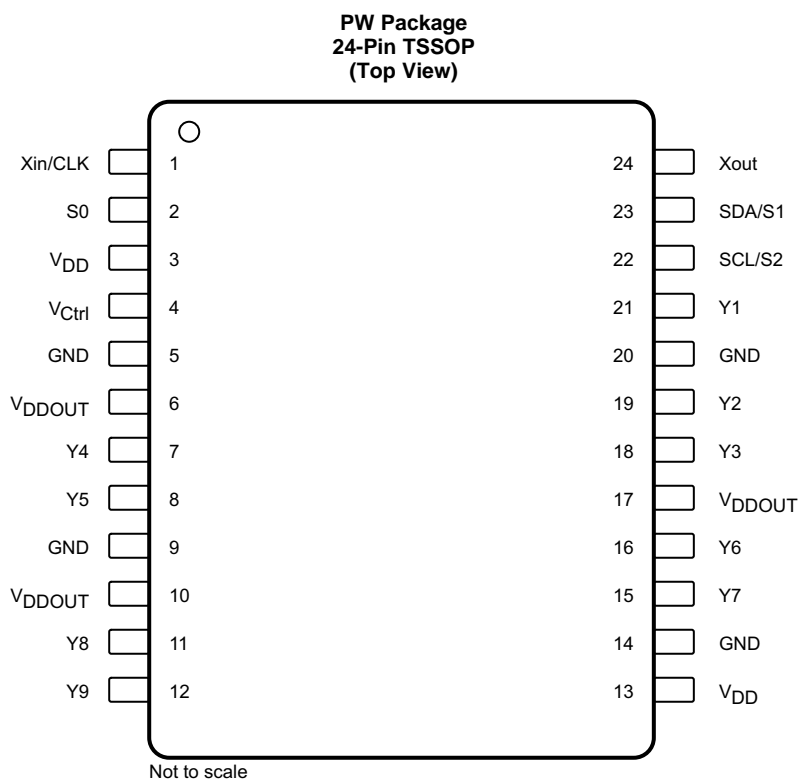 PW Package
24-Pin TSSOP
(Top View)
Xin/CLK 1 24 Xout
S0 2 23 SDA/S1
VDD 3 22 SCL/S2
VCtrl 4 21 Y1
GND 5 20 GND
VDDOUT 6 19 Y2
Y4 7 18 Y3
Y5 8 17 VDDOUT
GND 9 16 Y6
VDDOUT 10 15 Y7
Y8 11 14 GND
Y9 12 13 VDD
Not to scale